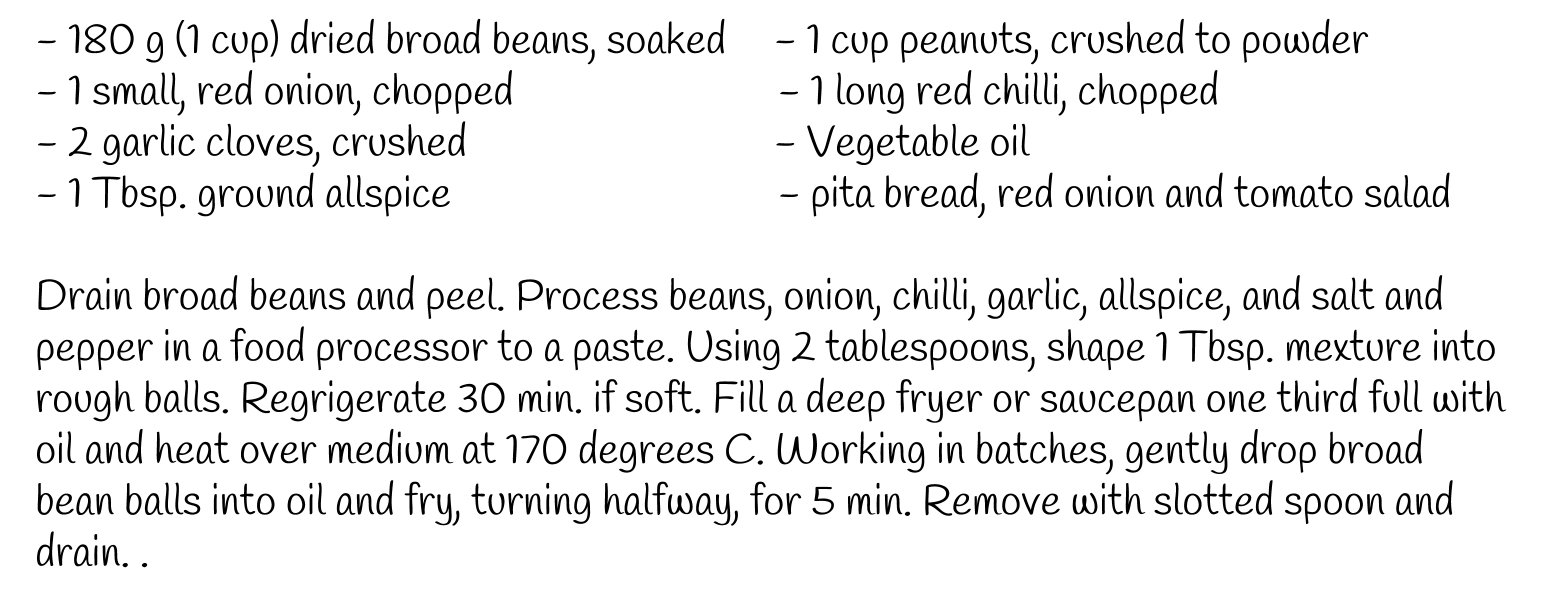 - 180 g (1 cup) dried broad beans, soaked - 1 cup peanuts, crushed to powder
- 1 small, red onion, chopped - 1 long red chilli, chopped
- 2 garlic cloves, crushed - Vegetable oil
- 1 Tbsp. ground allspice - pita bread, red onion and tomato salad
Drain broad beans and peel. Process beans, onion, chilli, garlic, allspice, and salt and
pepper in a food processor to a paste. Using 2 tablespoons, shape 1 Tbsp. mexture into
rough balls. Regrigerate 30 min. if soft. Fill a deep fryer or saucepan one third full with
oil and heat over medium at 170 degrees C. Working in batches, gently drop broad
bean balls into oil and fry, turning halfway, for 5 min. Remove with slotted spoon and
drain. .